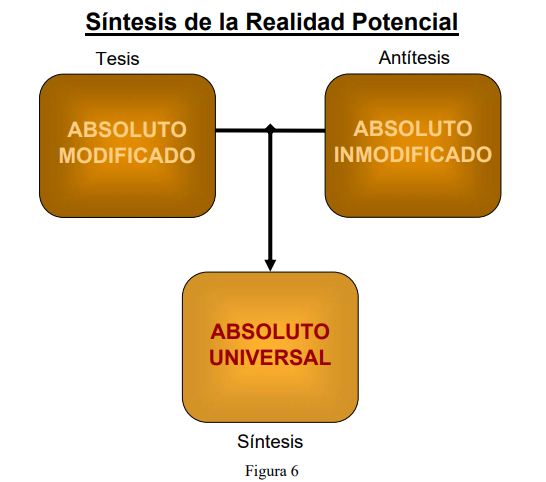 Síntesis de la Realidad Potencial
Tesis
Antítesis
ABSOLUTO
MODIFICADO
ABSOLUTO
INMODIFICADO
ABSOLUTO
UNIVERSAL
Síntesis
Figura 6